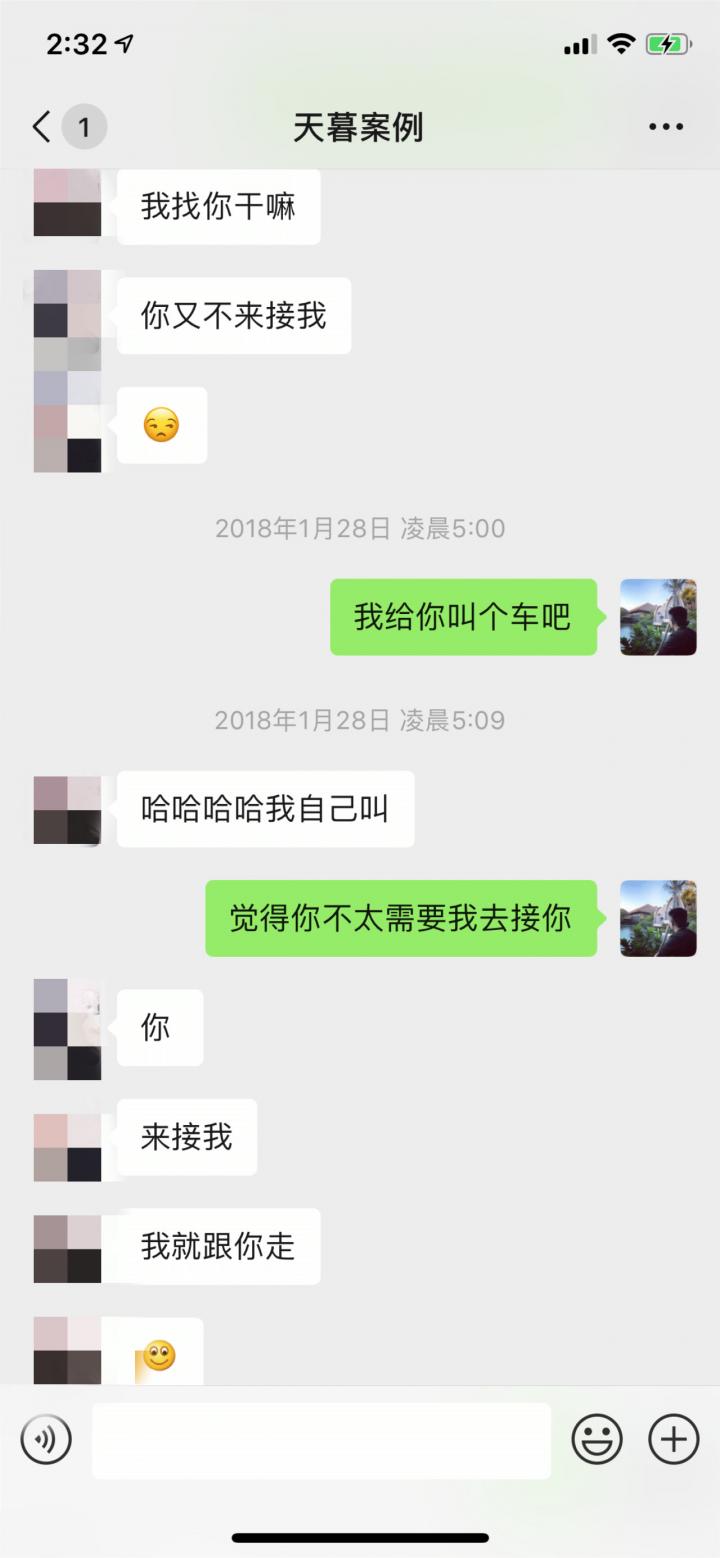 2:32
1
天暮案例
我找你干嘛
你又不来接我
2018年1月28日 凌晨5:00
我给你叫个车吧
2018年1月28日 凌晨5:09
哈哈哈哈我自己叫
觉得你不太需要我去接你
你
来接我
我就跟你走